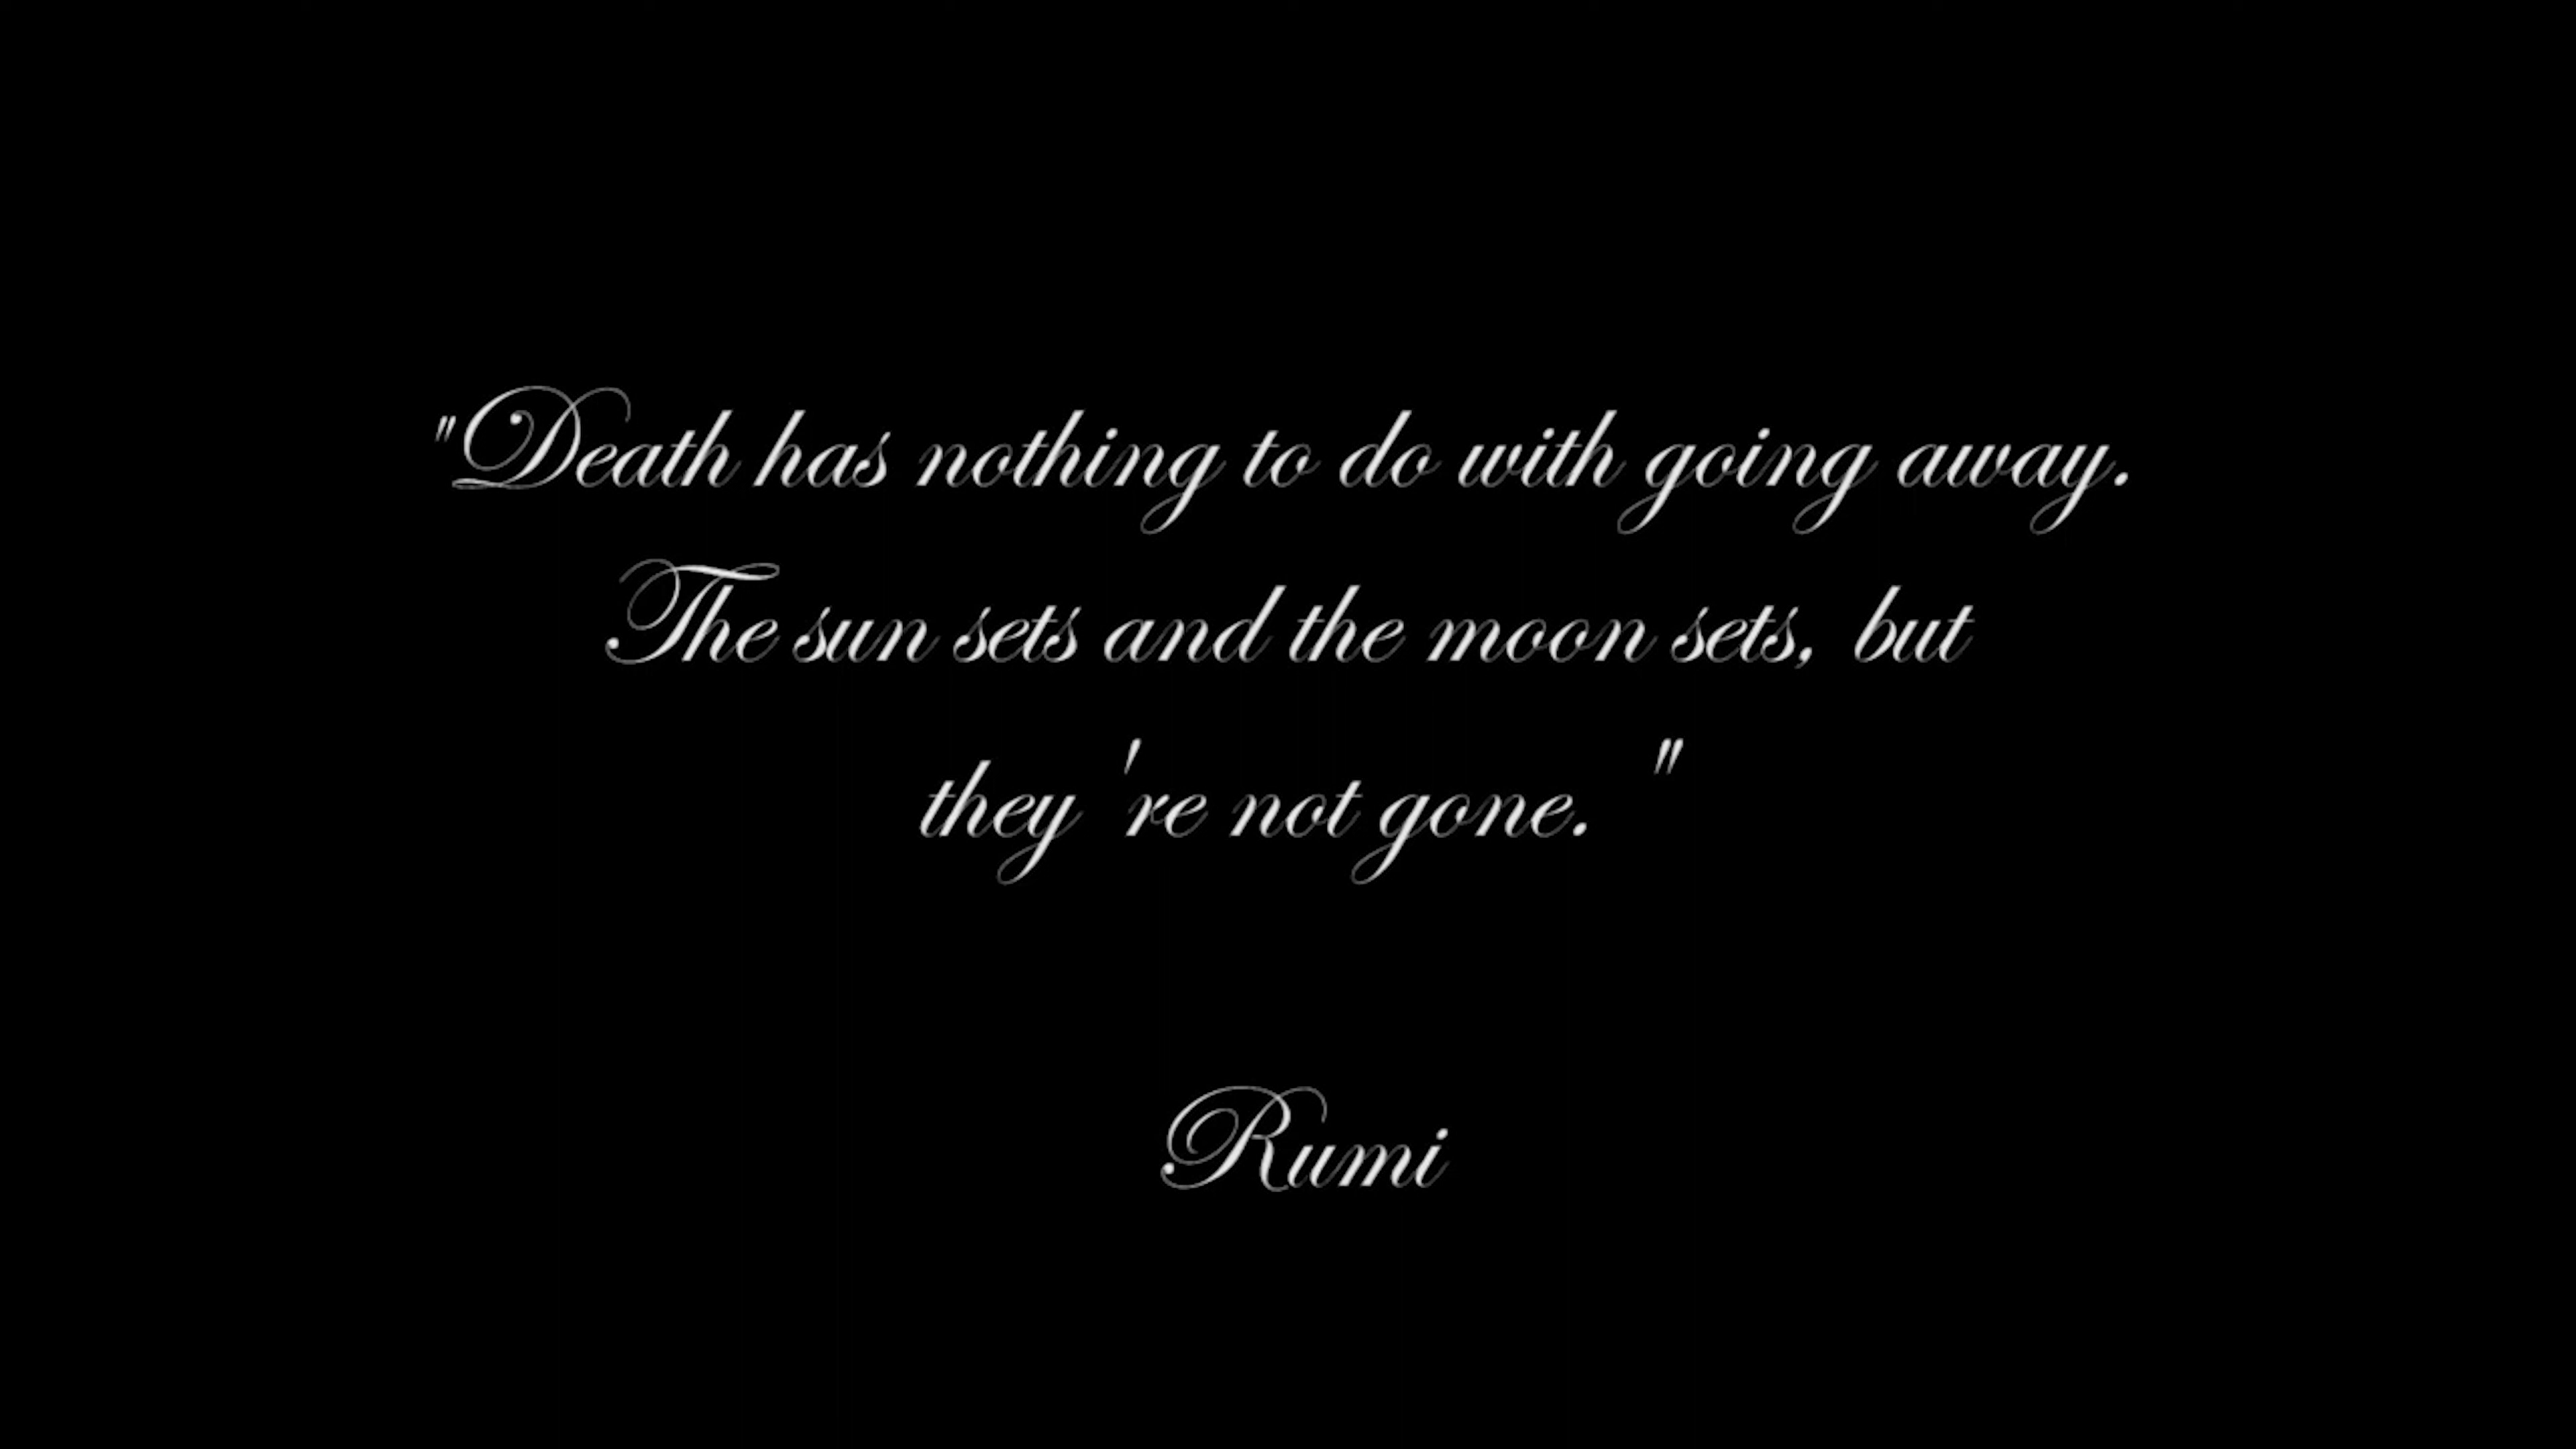 "Death has nothing to do with going away.
The sun sets and the moon sets, but
they're not gone."
Rumi